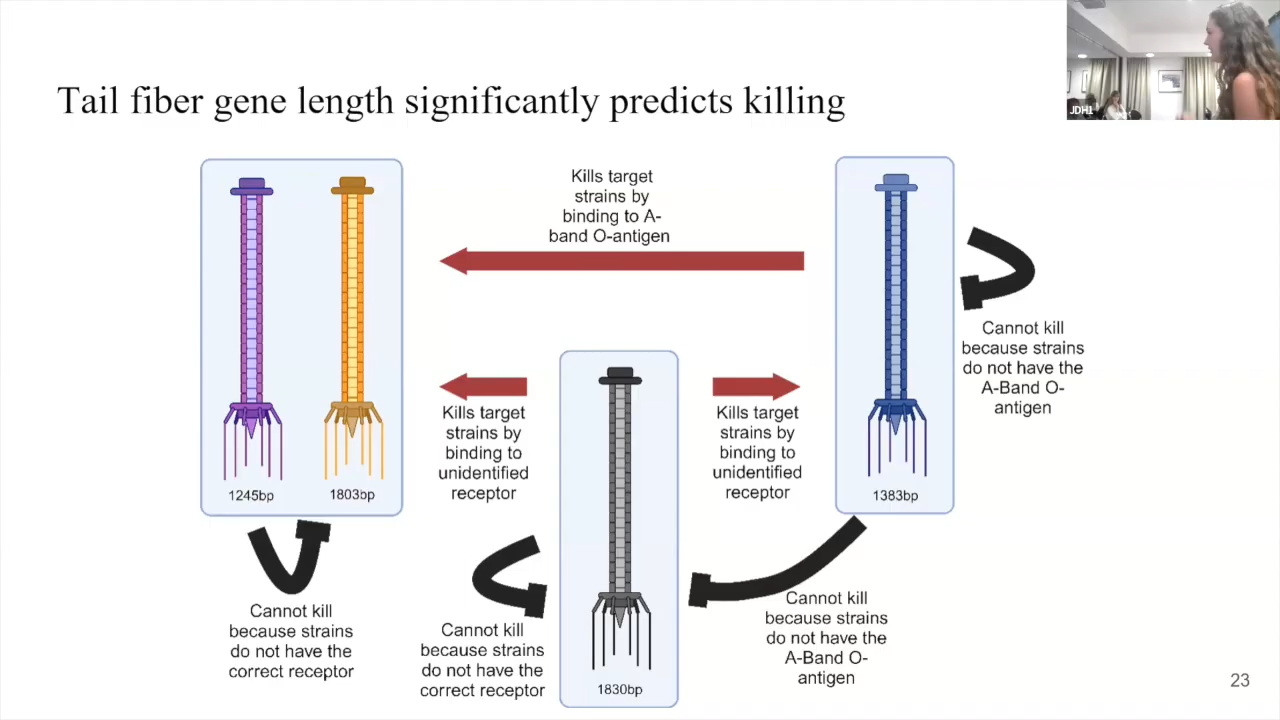 Tail fiber gene length significantly predicts killing
JDH1
Kills target
strains by
binding to A-
band O-antigen
Cannot kill
because strains
do not have the
A-Band O-
antigen
Kills target
strains by
binding to
unidentified
receptor
Kills target
strains by
binding to
unidentified
receptor
1245bp
1803bp
1383bp
Cannot kill
because strains
do not have the
correct receptor
Cannot kill
because strains
do not have the
correct receptor
Cannot kill
because strains
do not have the
A-Band O-
antigen
1830bp
23